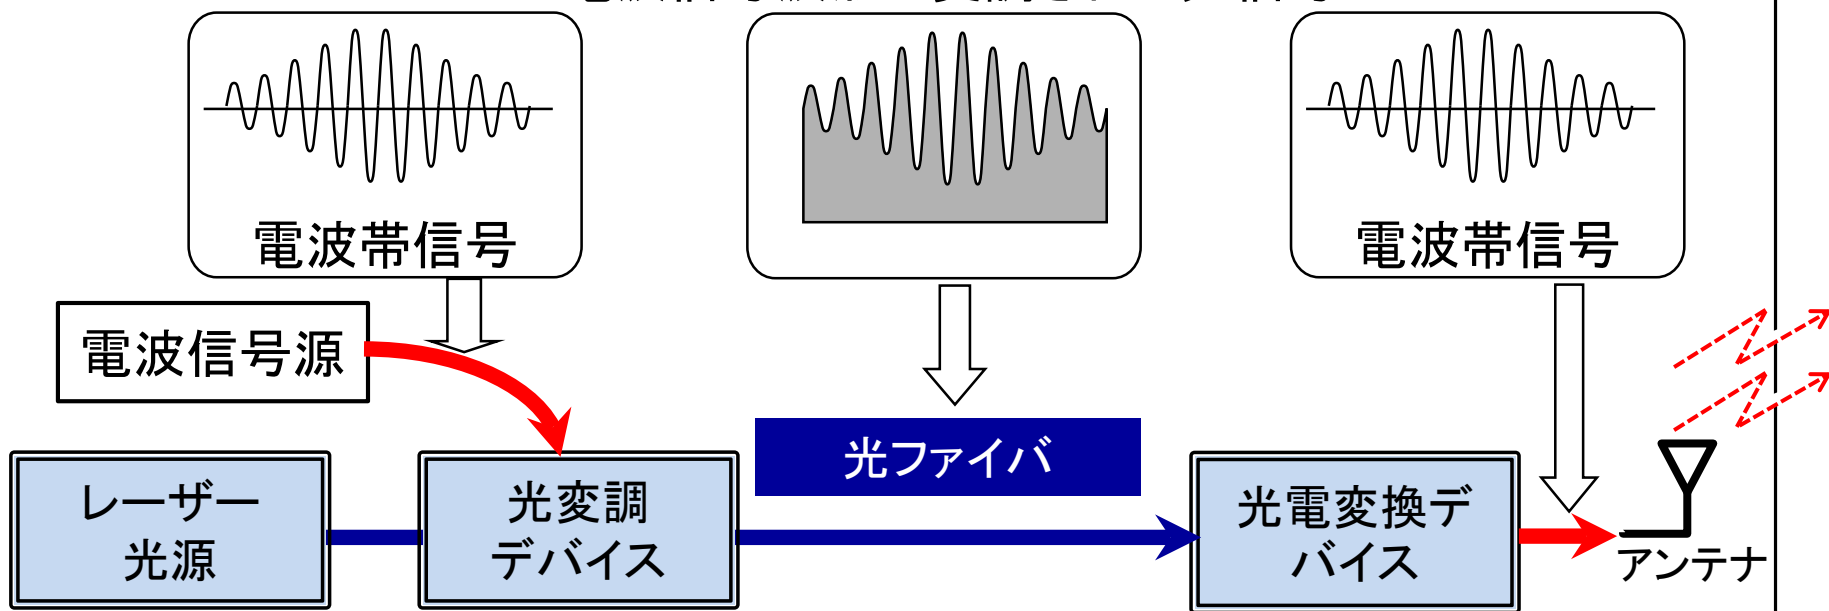 電波帯信号
電波帯信号
電波信号源
光ファイバ
レーザー
光源
光変調
デバイス
光電変換デ
バイス
アンテナ